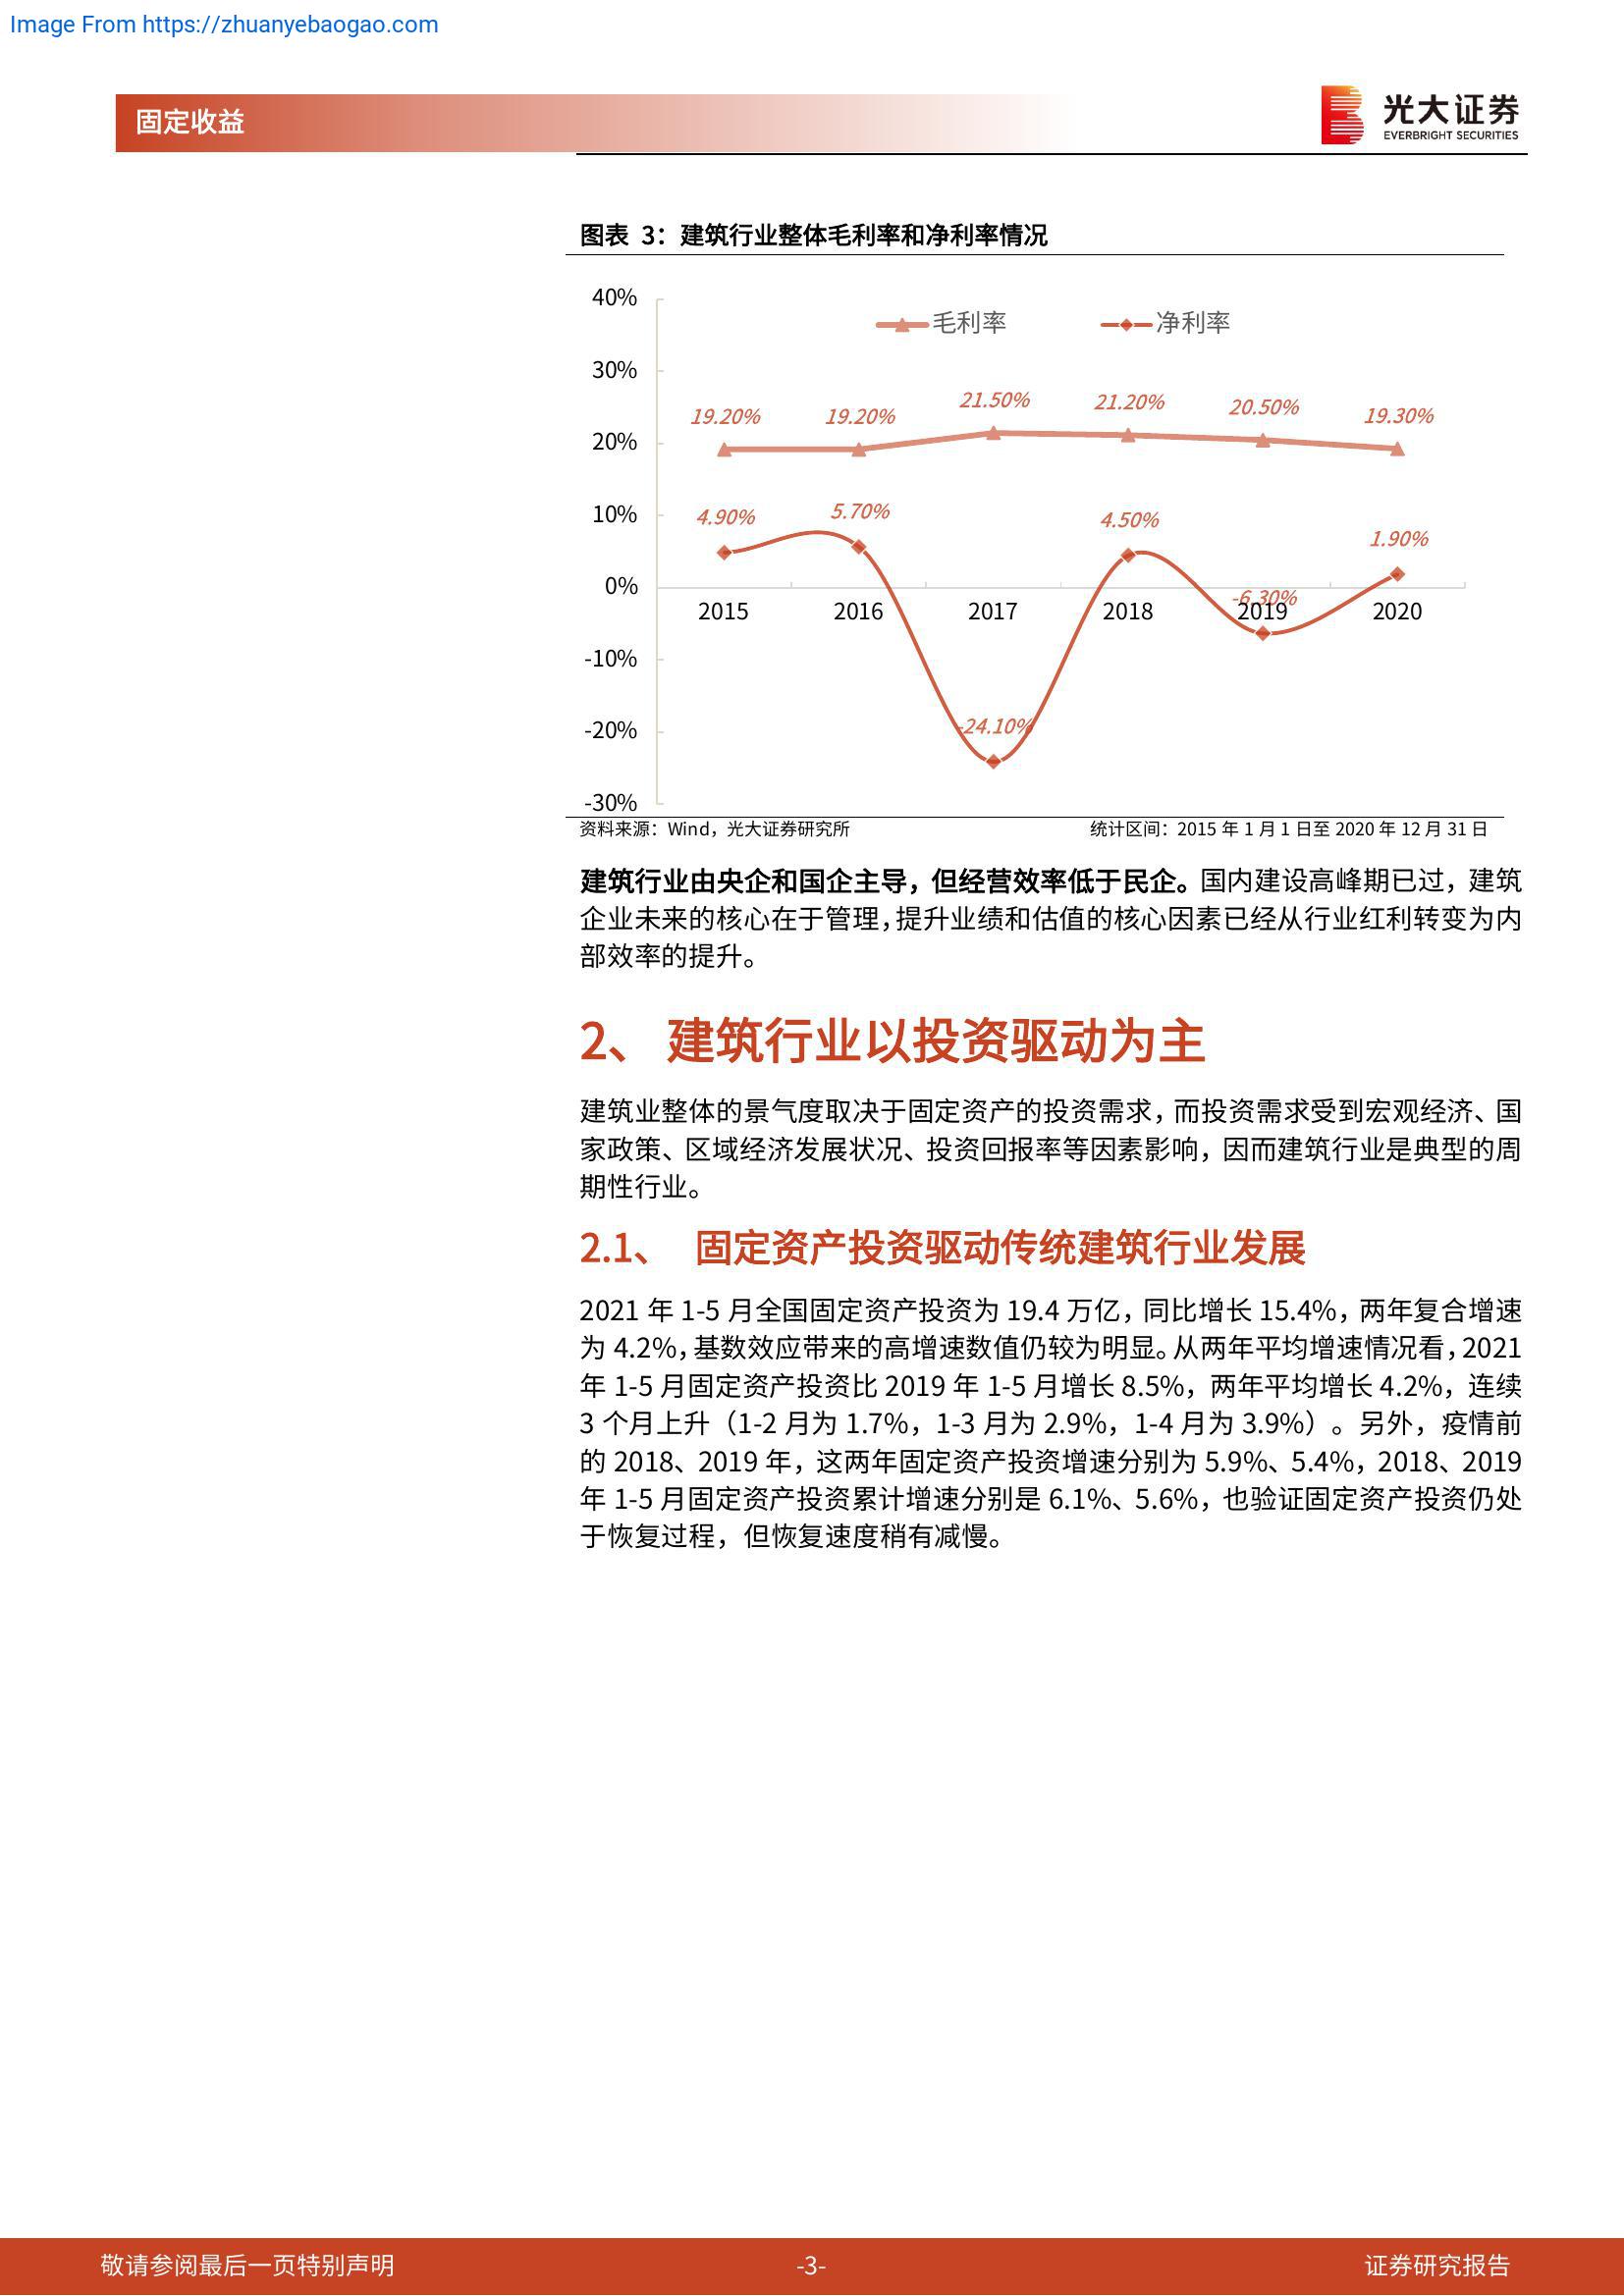 Image From https://zhuanyebaogao.com
固定收益
光大证券
EVERBRIGHT SECURITIES
图表 3：建筑行业整体毛利率和净利率情况
40%
毛利率 净利率
30%
19.20% 19.20% 21.50% 21.20% 20.50% 19.30%
20%
10%
4.90% 5.70% 4.50% -6.30% 1.90%
0%
2015 2016 2017 2018 2019 2020
-10%
-20%
-24.10%
-30%
资料来源：Wind，光大证券研究所 统计区间：2015 年 1 月 1 日至 2020 年 12 月 31 日
建筑行业由央企和国企主导，但经营效率低于民企。国内建设高峰期已过，建筑
企业未来的核心在于管理，提升业绩和估值的核心因素已经从行业红利转变为内
部效率的提升。
2、 建筑行业以投资驱动为主
建筑业整体的景气度取决于固定资产的投资需求，而投资需求受到宏观经济、国
家政策、区域经济发展状况、投资回报率等因素影响，因而建筑行业是典型的周
期性行业。
2.1、 固定资产投资驱动传统建筑行业发展
2021 年 1-5 月全国固定资产投资为 19.4 万亿，同比增长 15.4%，两年复合增速
为 4.2%，基数效应带来的高增速数值仍较为明显。从两年平均增速情况看，2021
年 1-5 月固定资产投资比 2019 年 1-5 月增长 8.5%，两年平均增长 4.2%，连续
3 个月上升（1-2 月为 1.7%，1-3 月为 2.9%，1-4 月为 3.9%）。另外，疫情前
的 2018、2019 年，这两年固定资产投资增速分别为 5.9%、5.4%，2018、2019
年 1-5 月固定资产投资累计增速分别是 6.1%、5.6%，也验证固定资产投资仍处
于恢复过程，但恢复速度稍有减慢。
敬请参阅最后一页特别声明 -3- 证券研究报告